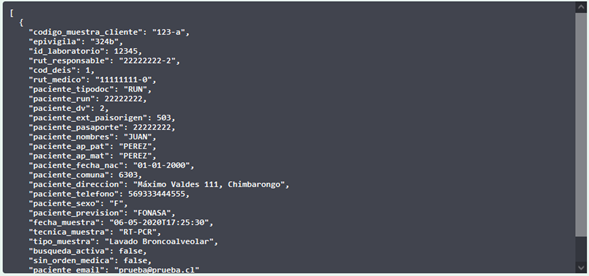 [
{
"codigo_muestra_cliente": "123-a",
"epivigila": "324b",
"id_laboratorio": 12345,
"rut_responsable": "22222222-2",
"cod_deis": 1,
"rut_medico": "11111111-0",
"paciente_tipodoc": "RUN",
"paciente_run": 22222222,
"paciente_dv": 2,
"paciente_ext_paisorigen": 503,
"paciente_pasaporte": 22222222,
"paciente_nombres": "JUAN",
"paciente_ap_pat": "PEREZ",
"paciente_ap_mat": "PEREZ",
"paciente_fecha_nac": "01-01-2000",
"paciente_comuna": 6303,
"paciente_direccion": "Máximo Valdes 111, Chimbarongo",
"paciente_telefono": 569333444555,
"paciente_sexo": "F",
"paciente_prevision": "FONASA",
"fecha_muestra": "06-05-2020T17:25:30",
"tecnica_muestra": "RT-PCR",
"tipo_muestra": "Lavado Broncoalveolar",
"busqueda_activa": false,
"sin_orden_medica": false,
"paciente_email": "prueba@prueba.cl"